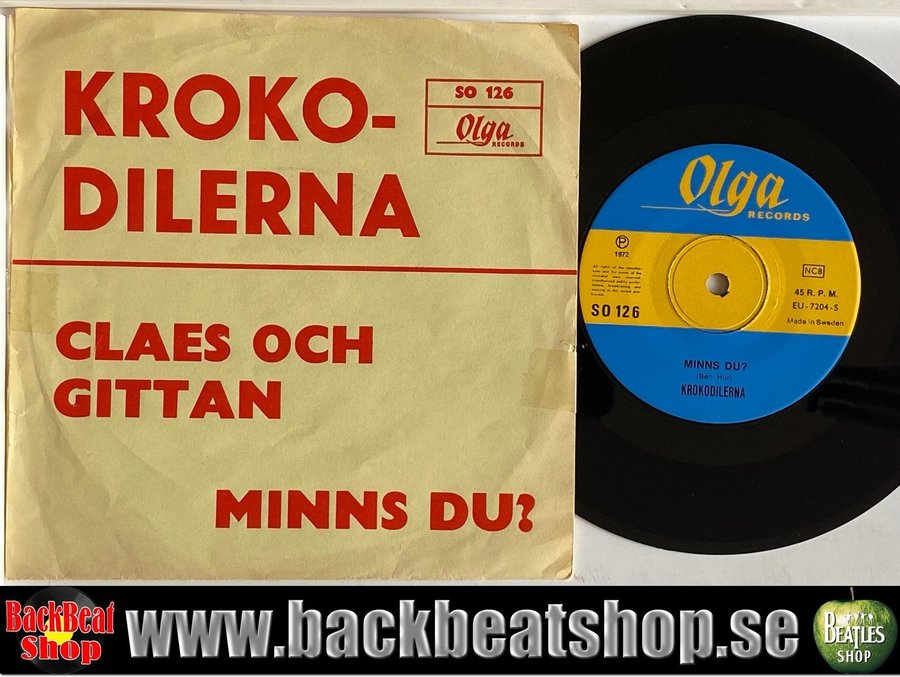 KROKO-
DILERNA
SO 126
Olga
RECORDS
CLAES OCH
GITTAN
MINNS DU?
Olga
RECORDS
P
1972
NCB
45 R. P. M.
EU-7204-S
Made in Sweden
SO 126
MINNS DU?
(Ben Hur)
KROKODILERNA
BackBeat
Shop
www.backbeatshop.se
BEATLES
SHOP